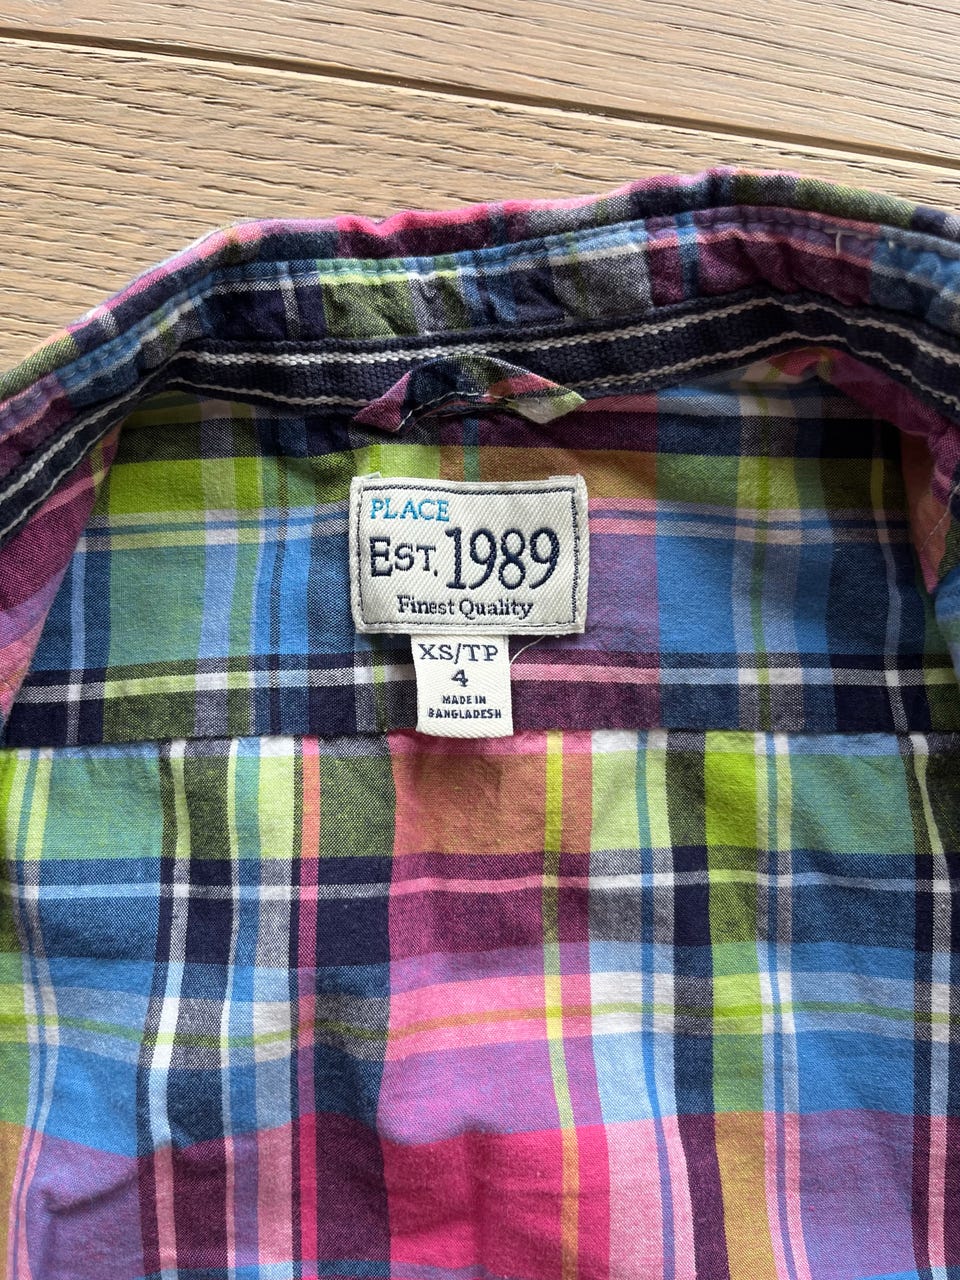 PLACE
EST. 1989
Finest Quality
XS/TP
4
MADE IN
BANGLADESH